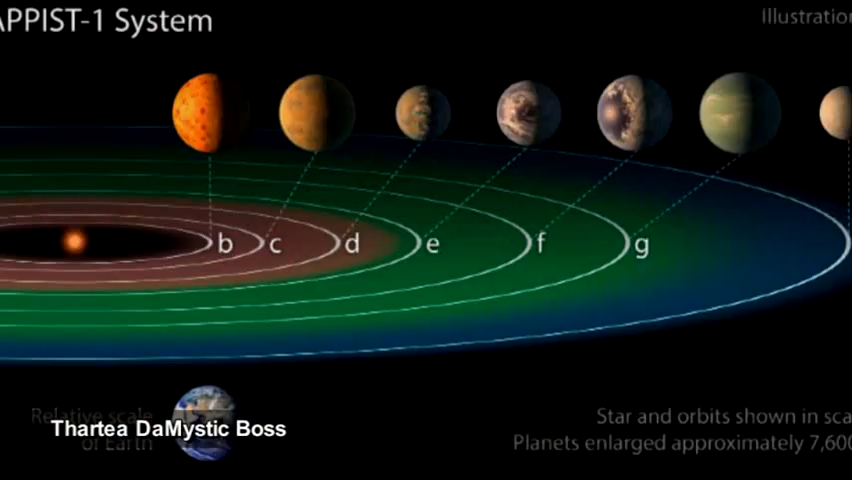 APPIST-1 System
Illustration
b
c
d
e
f
g
Relative scale
of Earth
Thartea DaMystic Boss
Star and orbits shown in sca
Planets enlarged approximately 7,600